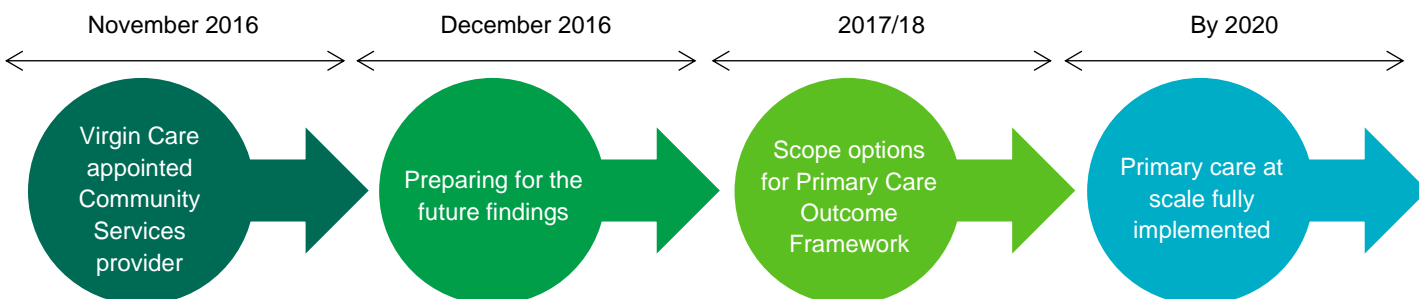 November 2016
December 2016
2017/18
By 2020
Virgin Care
appointed
Community
Services
provider
Preparing for the
future findings
Scope options
for Primary Care
Outcome
Framework
Primary care at
scale fully
implemented